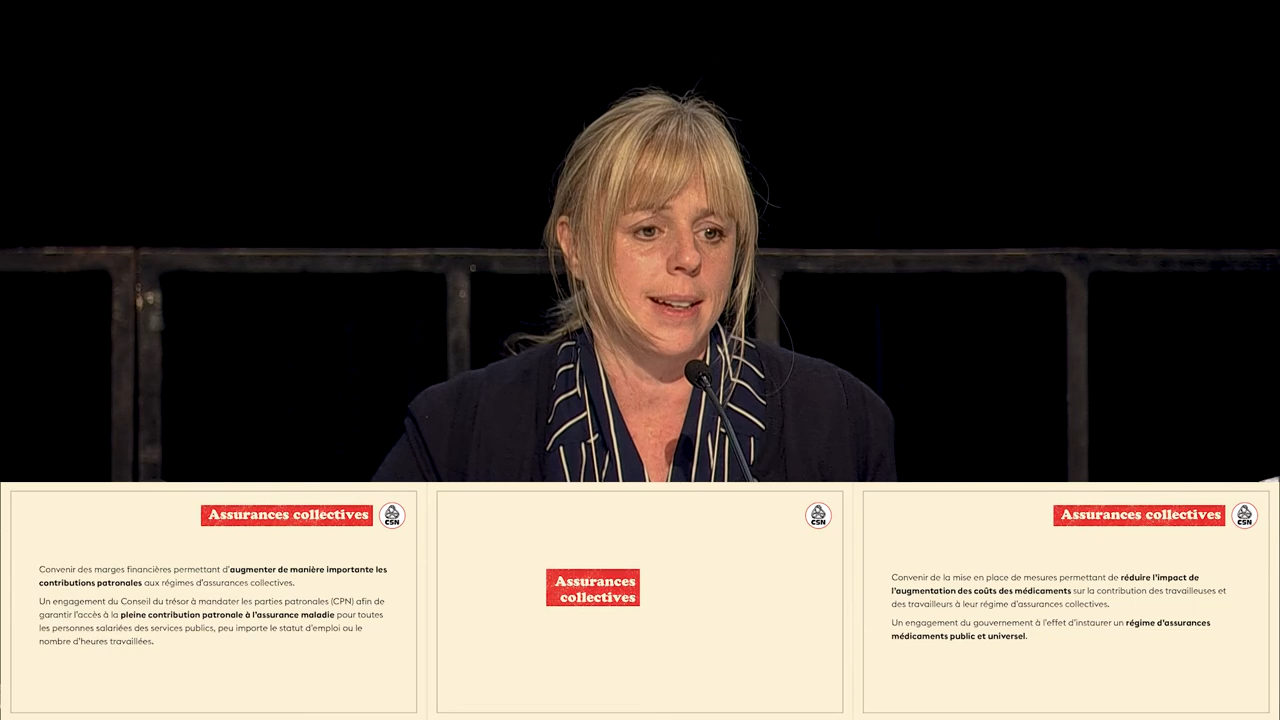 Assurances collectives
CSN
Convenir des marges financières permettant d'augmenter de manière importante les
contributions patronales aux régimes d'assurances collectives.
Un engagement du Conseil du trésor à mandater les parties patronales (CPN) afin de
garantir l'accès à la pleine contribution patronale à l'assurance maladie pour toutes
les personnes salariées des services publics, peu importe le statut d'emploi ou le
nombre d'heures travaillées.
CSN
Assurances
collectives
Assurances collectives
CSN
Convenir de la mise en place de mesures permettant de réduire l'impact de
l'augmentation des coûts des médicaments sur la contribution des travailleuses et
des travailleurs à leur régime d'assurances collectives.
Un engagement du gouvernement à l'effet d'instaurer un régime d'assurances
médicaments public et universel.